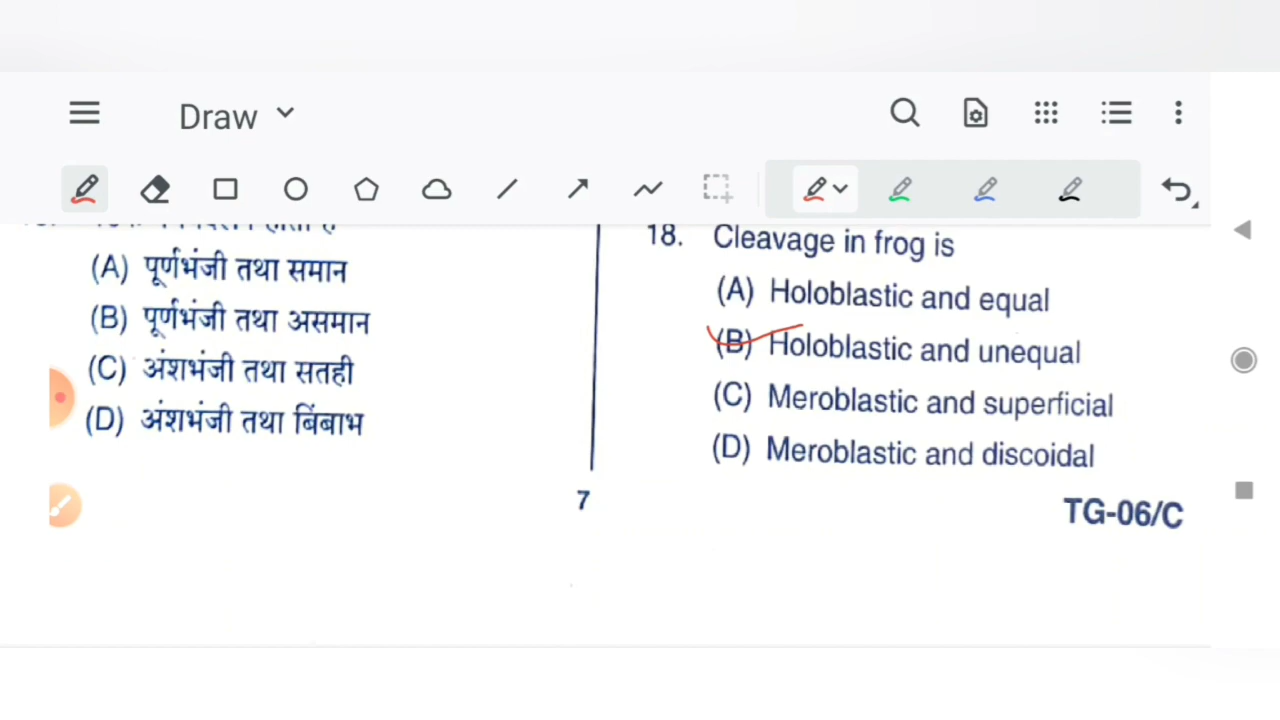 Draw
(A) पूर्णभंजी तथा समान
(B) पूर्णभंजी तथा असमान
(C) अंशभंजी तथा सतही
(D) अंशभंजी तथा बिंबाभ
18. Cleavage in frog is
(A) Holoblastic and equal
(B) Holoblastic and unequal
(C) Meroblastic and superficial
(D) Meroblastic and discoidal
7
TG-06/C